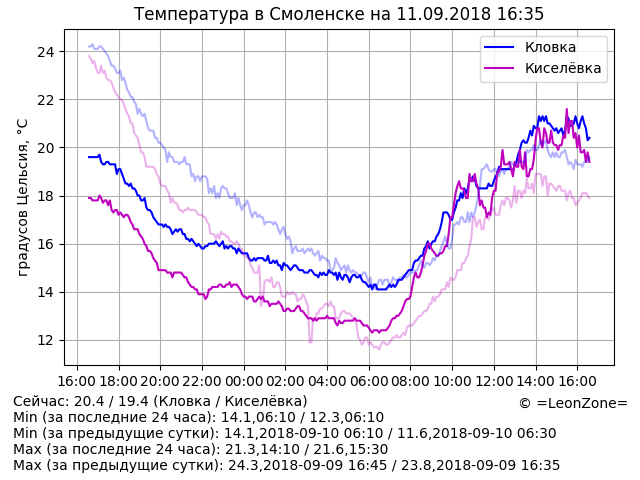 Температура в Смоленске на 11.09.2018 16:35
Кловка
Киселёвка
градусов Цельсия, °C
24
22
20
18
16
14
12
16:00 18:00 20:00 22:00 00:00 02:00 04:00 06:00 08:00 10:00 12:00 14:00 16:00
Сейчас: 20.4 / 19.4 (Кловка / Киселёвка)
© =LeonZone=
Min (за последние 24 часа): 14.1,06:10 / 12.3,06:10
Min (за предыдущие сутки): 14.1,2018-09-10 06:10 / 11.6,2018-09-10 06:30
Max (за последние 24 часа): 21.3,14:10 / 21.6,15:30
Max (за предыдущие сутки): 24.3,2018-09-09 16:45 / 23.8,2018-09-09 16:35